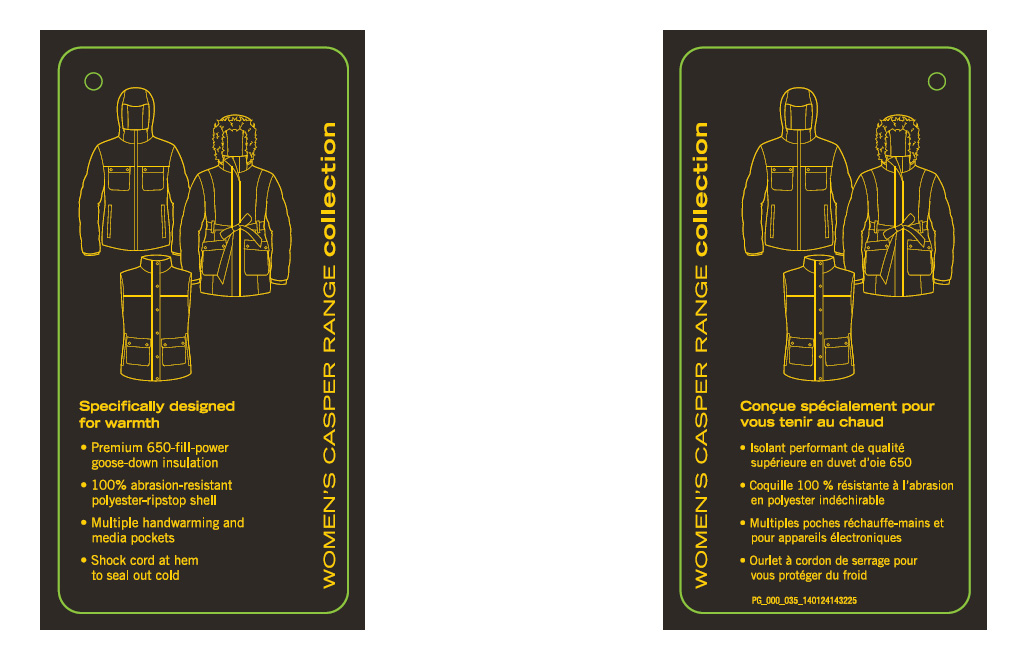 WOMEN'S CASPER RANGE collection
Specifically designed
for warmth
• Premium 650-fill-power
goose-down insulation
• 100% abrasion-resistant
polyester-ripstop shell
• Multiple handwarming and
media pockets
• Shock cord at hem
to seal out cold
WOMEN'S CASPER RANGE collection
Conçue spécialement pour
vous tenir au chaud
• Isolant performant de qualité
supérieure en duvet d'oie 650
• Coquille 100 % résistante à l'abrasion
en polyester indéchirable
• Multiples poches réchauffe-mains et
pour appareils électroniques
• Ourlet à cordon de serrage pour
vous protéger du froid
PG_000_035_140124143225